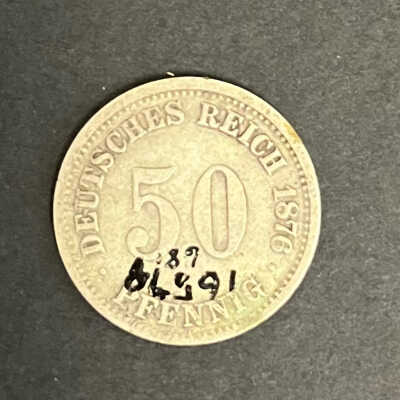 DEUTSCHES REICH 1876
50
PFENNIG